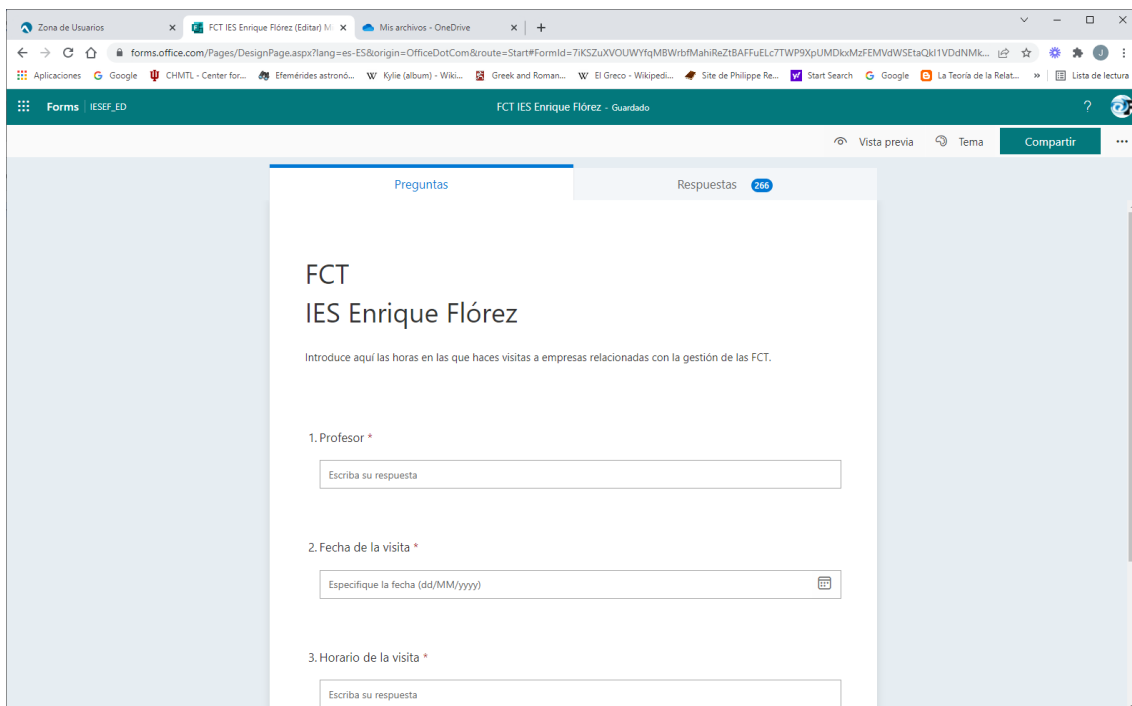 Zona de Usuarios
FCT IES Enrique Flórez (Editar) Mi
Mis archivos - OneDrive
forms.office.com/Pages/DesignPage.aspx?lang=es-ES&origin=OfficeDotCom&route=Start#FormId=
Aplicaciones
Google
CHMTL - Center for...
Efemérides astronó...
Kylie (album) - Wiki...
Greek and Roman...
El Greco - Wikipedi...
Site de Philippe Re...
Start Search
Google
La Teoría de la Relat...
»
Lista de lectura
Forms | IESEF_ED
FCT IES Enrique Flórez - Guardado
?
Vista previa
Tema
Compartir
...
Preguntas
Respuestas 266
FCT
IES Enrique Flórez
Introduce aquí las horas en las que haces visitas a empresas relacionadas con la gestión de las FCT.
1. Profesor *
Escriba su respuesta
2. Fecha de la visita *
Especifique la fecha (dd/MM/yyyy)
3. Horario de la visita *
Escriba su respuesta